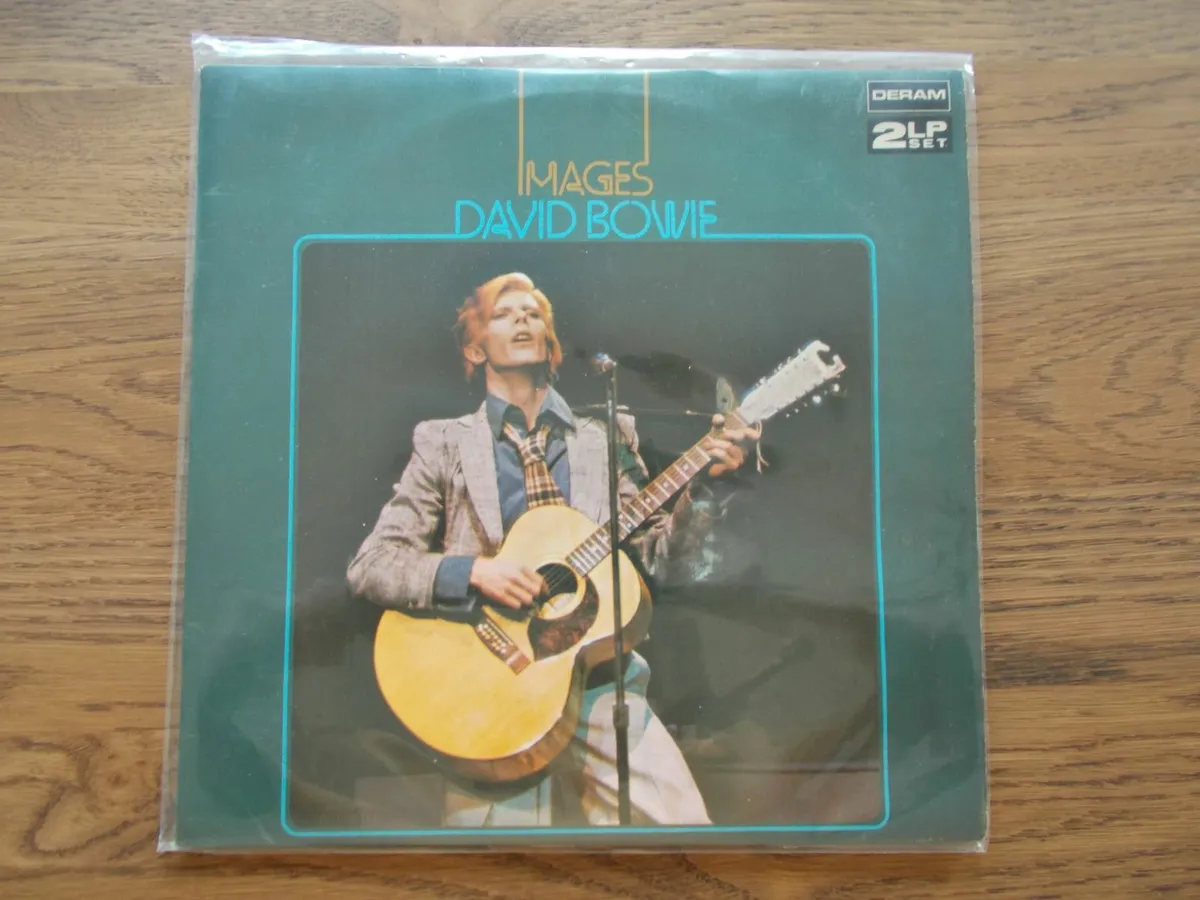 DERAM
2LP
SET
IMAGES
DAVID BOWIE